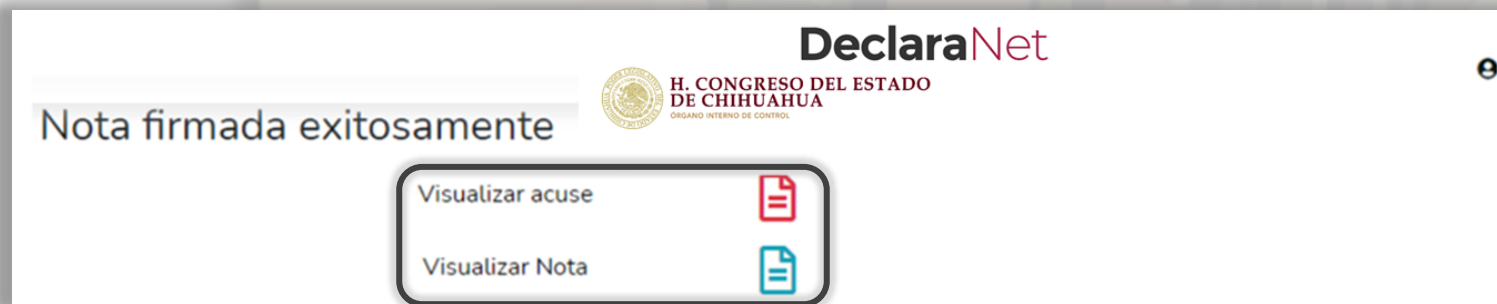 DeclaraNet
H. CONGRESO DEL ESTADO
DE CHIHUAHUA
ÓRGANO INTERNO DE CONTROL
Nota firmada exitosamente
Visualizar acuse
Visualizar Nota